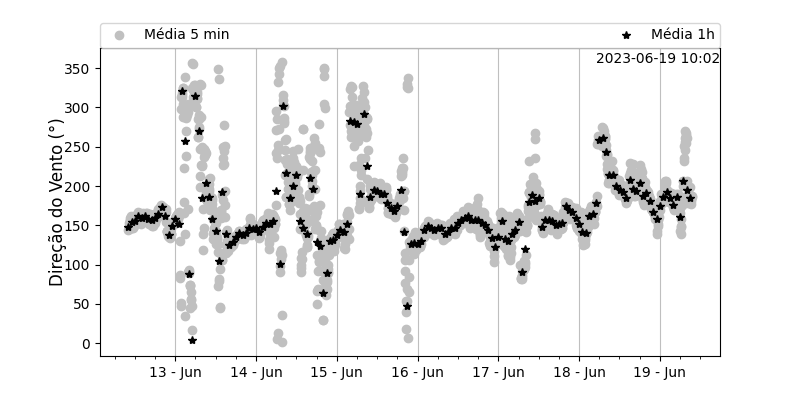 Média 5 min
Média 1h
2023-06-19 10:02
Direção do Vento (°)
350
300
250
200
150
100
50
0
13 - Jun
14 - Jun
15 - Jun
16 - Jun
17 - Jun
18 - Jun
19 - Jun